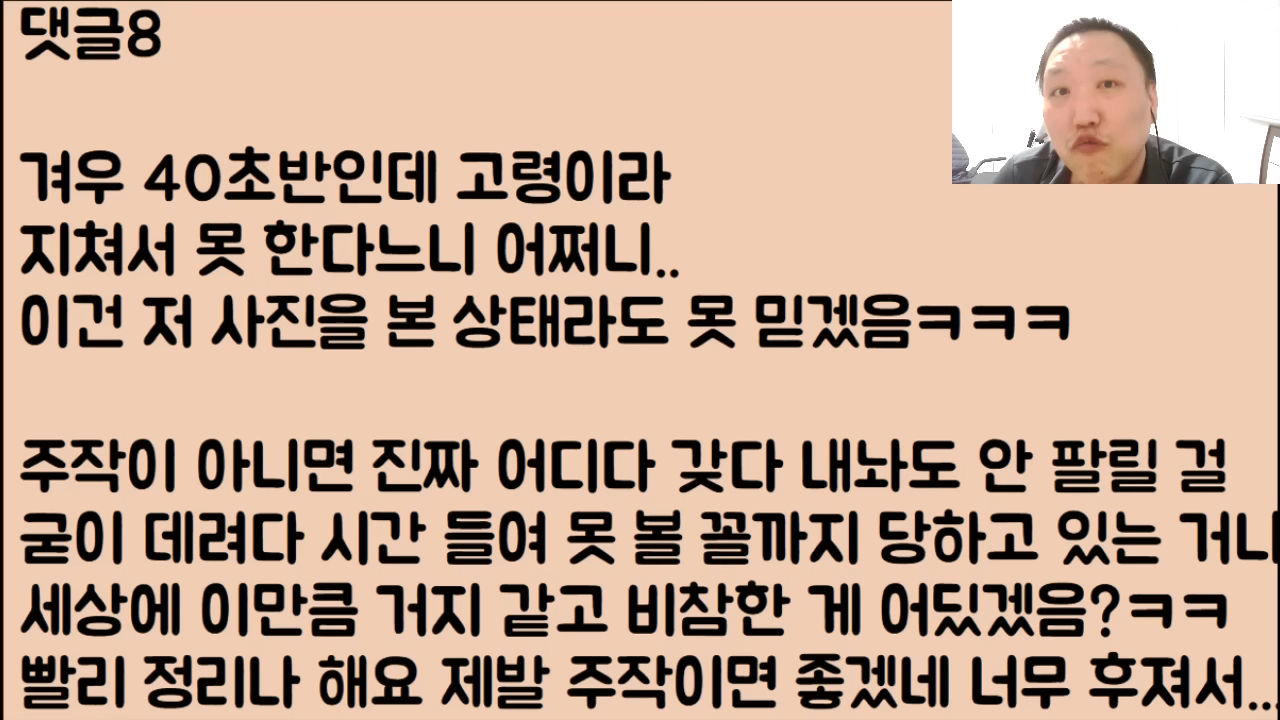 댓글8
겨우 40초반인데 고령이라
지쳐서 못 한다느니 어쩌니..
이건 저 사진을 본 상태라도 못 믿겠음ㅋㅋㅋ
주작이 아니면 진짜 어디다 갖다 내놔도 안 팔릴 걸
굳이 데려다 시간 들여 못 볼 꼴까지 당하고 있는 거니
세상에 이만큼 거지 같고 비참한 게 어딨겠음?ㅋㅋ
빨리 정리나 해요 제발 주작이면 좋겠네 너무 후져서...